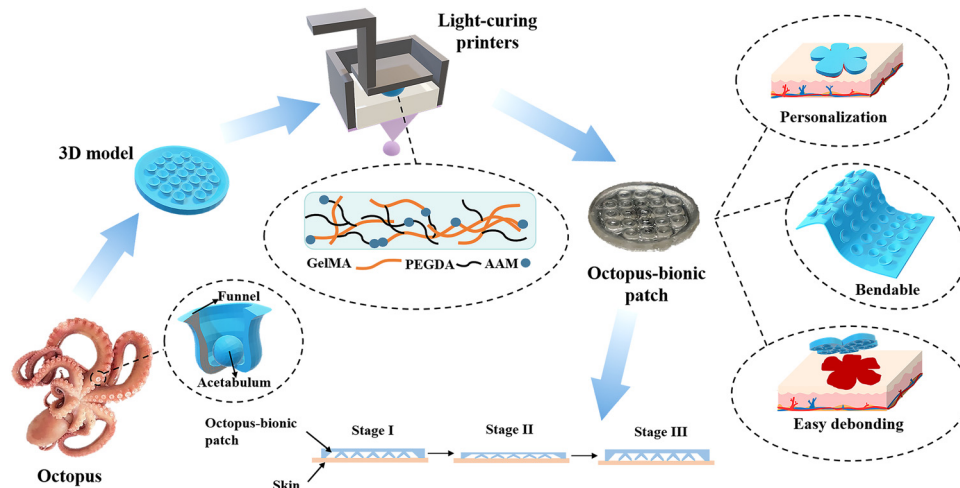 Light-curing
printers
3D model
Personalization
GelMA PEGDA AAM
Octopus-bionic
patch
Bendable
Funnel
Acetabulum
Octopus
Octopus-bionic
patch
Skin
Stage I
Stage II
Stage III
Easy debonding